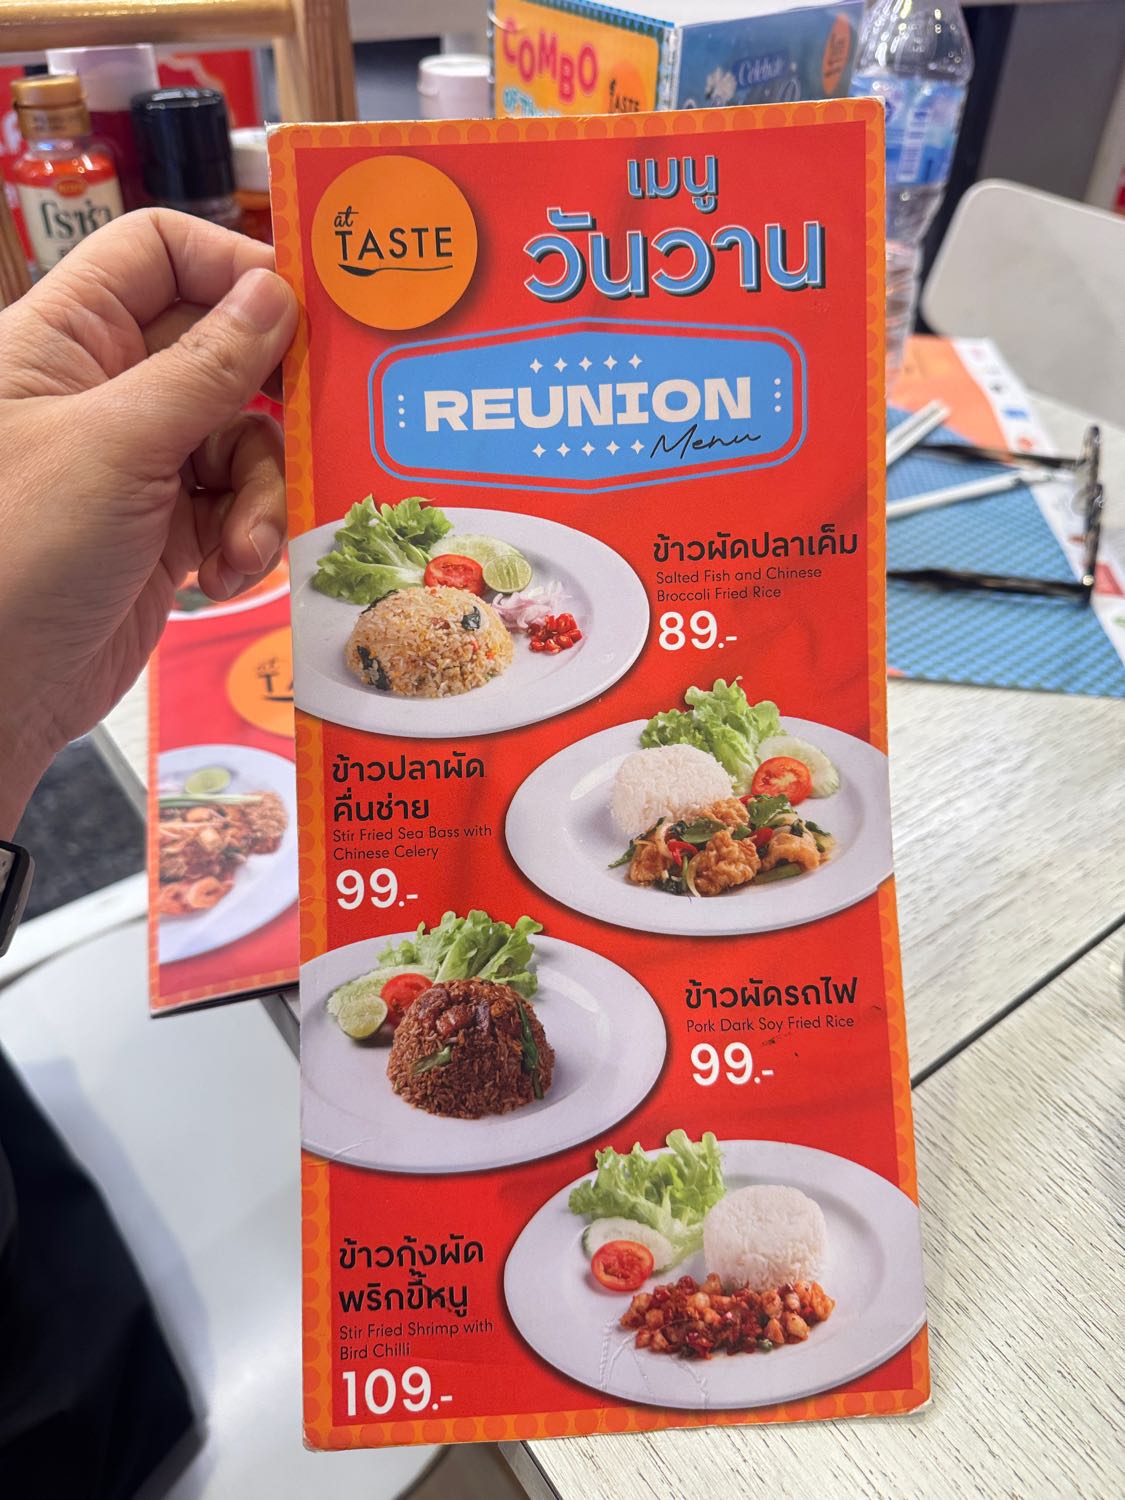 COMBO
TASTE
Celebrate
โรซ่า
at
TASTE
เมนู
วันวาน
REUNION
Menu
ข้าวผัดปลาเค็ม
Salted Fish and Chinese
Broccoli Fried Rice
89.-
ข้าวปลาผัด
คื่นช่าย
Stir Fried Sea Bass with
Chinese Celery
99.-
ข้าวผัดรถไฟ
Pork Dark Soy Fried Rice
99.-
ข้าวกุ้งผัด
พริกขี้หนู
Stir Fried Shrimp with
Bird Chilli
109.-
at